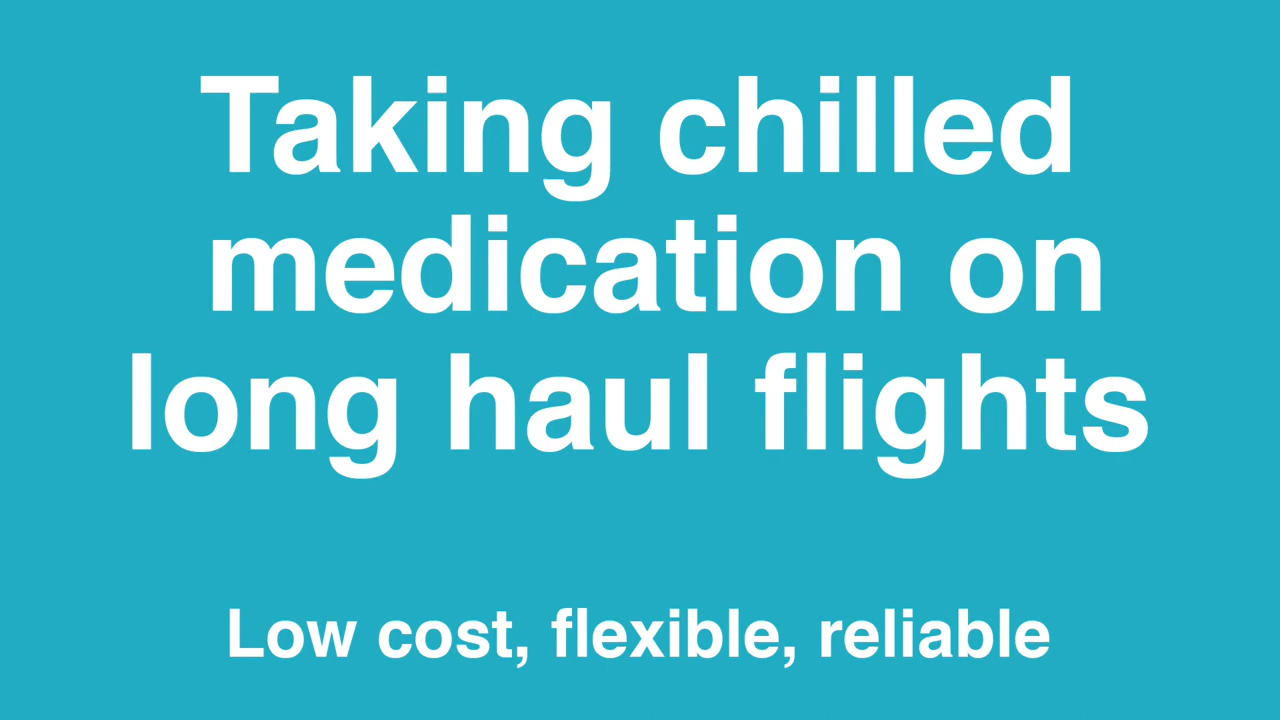 Taking chilled
medication on
long haul flights
Low cost, flexible, reliable